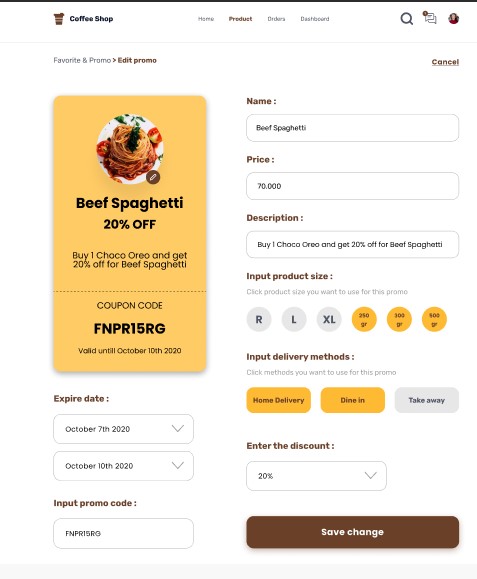 Coffee Shop
Home
Product
Orders
Dashboard
Favorite & Promo > Edit promo
Cancel
Beef Spaghetti
20% OFF
Buy 1 Choco Oreo and get
20% off for Beef Spaghetti
COUPON CODE
FNPR15RG
Valid untill October 10th 2020
Expire date :
October 7th 2020
October 10th 2020
Input promo code :
FNPR15RG
Name :
Beef Spaghetti
Price :
70.000
Description :
Buy 1 Choco Oreo and get 20% off for Beef Spaghetti
Input product size :
Click product size you want to use for this promo
R
L
XL
250
gr
300
gr
500
gr
Input delivery methods :
Click methods you want to use for this promo
Home Delivery
Dine in
Take away
Enter the discount :
20%
Save change